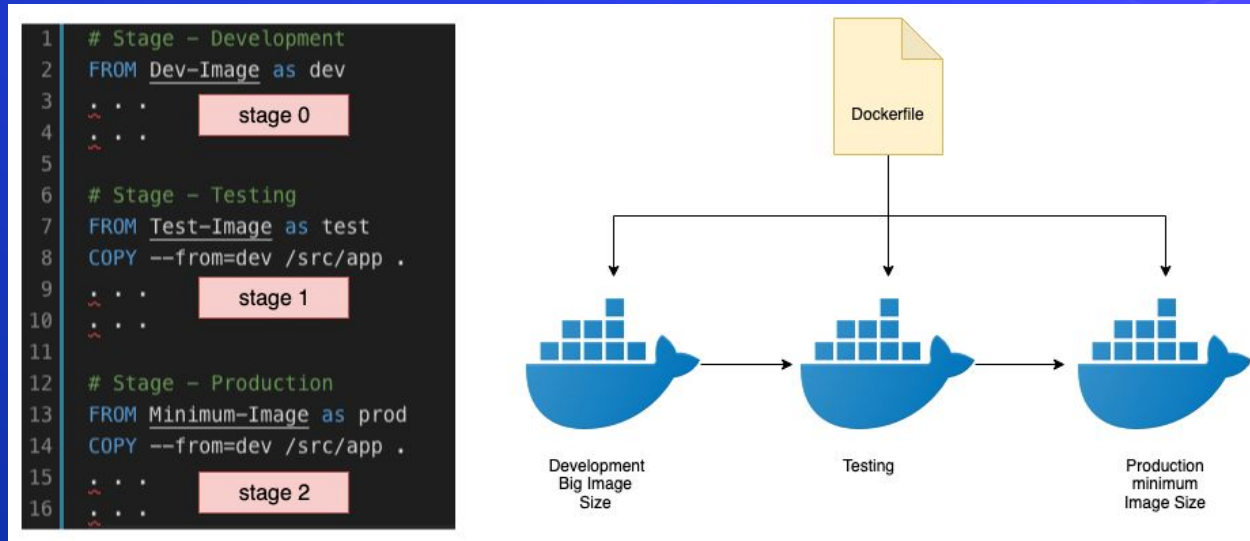 1 # Stage – Development
2 FROM Dev-Image as dev
3 . . .
stage 0
4 . . .
5
6 # Stage – Testing
7 FROM Test-Image as test
8 COPY --from=dev /src/app .
9 . . .
stage 1
10 . . .
11
12 # Stage – Production
13 FROM Minimum-Image as prod
14 COPY --from=dev /src/app .
15 . . .
stage 2
16 . . .
Dockerfile
Development
Big Image
Size
Testing
Production
minimum
Image Size